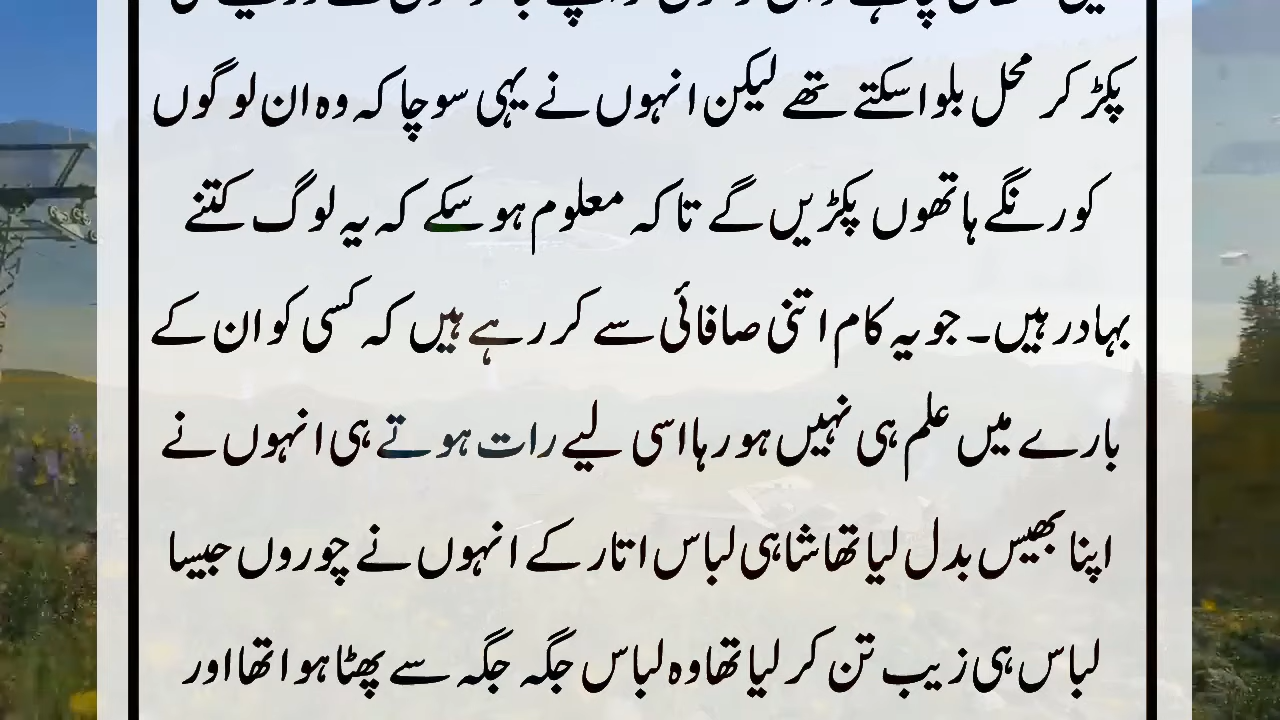 پکڑ کر محل بلوا سکتے تھے لیکن انہوں نے یہی سوچا کہ وہ ان لوگوں
کو رنگے ہاتھوں پکڑیں گے تاکہ معلوم ہو سکے کہ یہ لوگ کتنے
بہادر ہیں۔ جو یہ کام اتنی صافائی سے کر رہے ہیں کہ کسی کو ان کے
بارے میں علم ہی نہیں ہو رہا اسی لیے رات ہوتے ہی انہوں نے
اپنا بھیس بدل لیا تھا شاہی لباس اتار کے انہوں نے چوروں جیسا
لباس ہی زیب تن کر لیا تھا وہ لباس جگہ جگہ سے پھٹا ہوا تھا اور